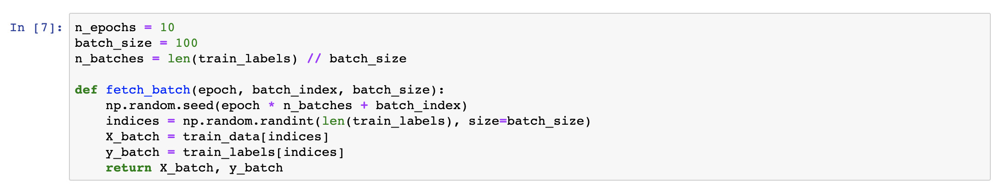 In [7]: n_epochs = 10
batch_size = 100
n_batches = len(train_labels) // batch_size

def fetch_batch(epoch, batch_index, batch_size):
    np.random.seed(epoch * n_batches + batch_index)
    indices = np.random.randint(len(train_labels), size=batch_size)
    X_batch = train_data[indices]
    y_batch = train_labels[indices]
    return X_batch, y_batch